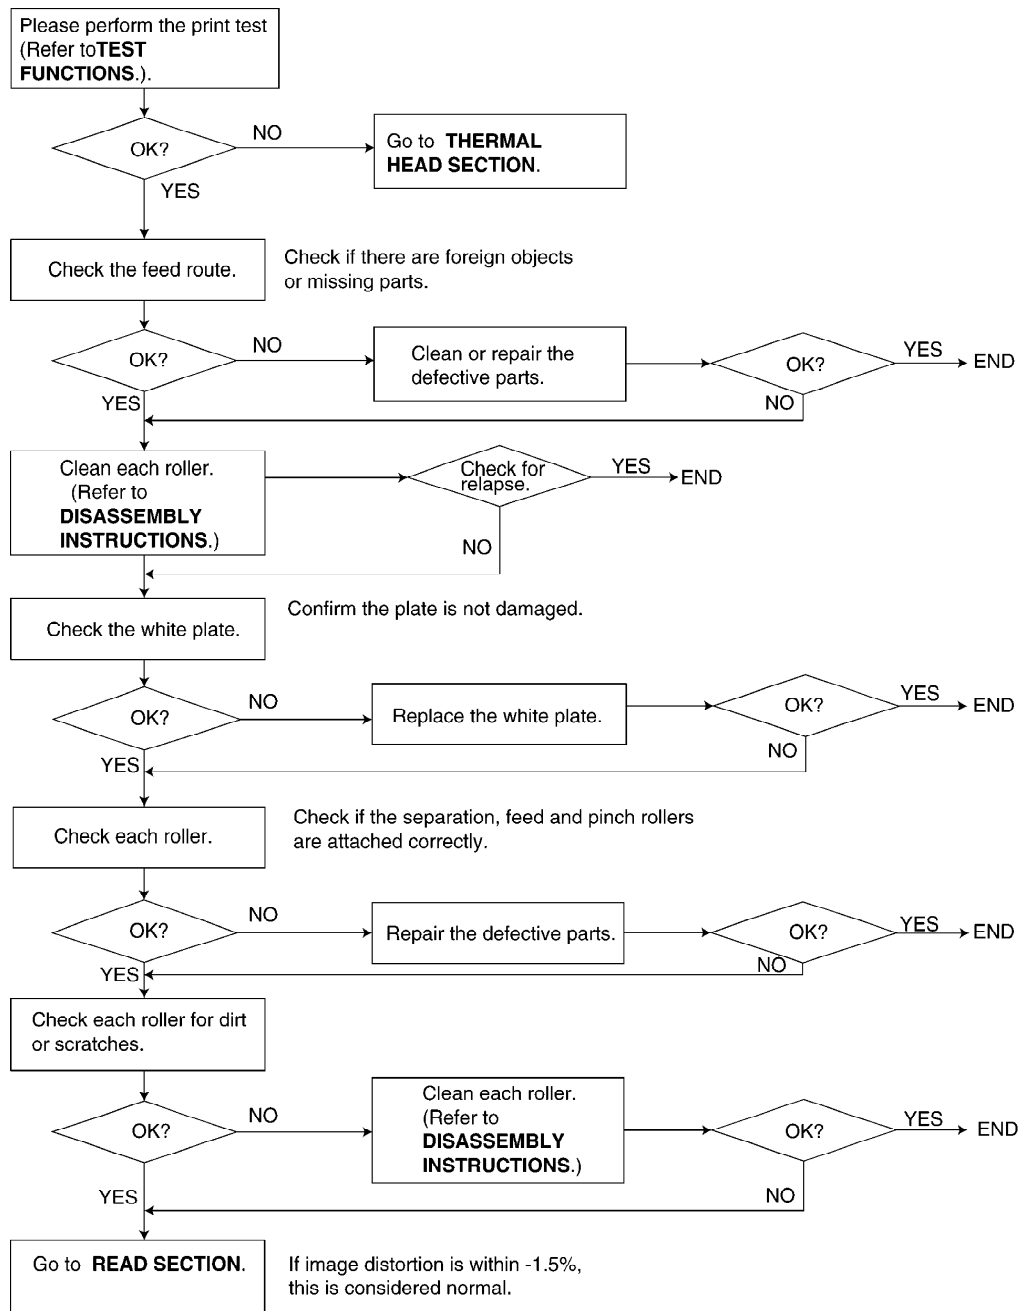 Please perform the print test
(Refer toTEST
FUNCTIONS.).
OK?
NO
Go to THERMAL
HEAD SECTION.
YES
Check the feed route.
Check if there are foreign objects
or missing parts.
OK?
NO
Clean or repair the
defective parts.
OK?
YES
END
YES
NO
Clean each roller.
(Refer to
DISASSEMBLY
INSTRUCTIONS.)
Check for
relapse.
YES
END
NO
Check the white plate.
Confirm the plate is not damaged.
OK?
NO
Replace the white plate.
OK?
YES
END
YES
NO
Check each roller.
Check if the separation, feed and pinch rollers
are attached correctly.
OK?
NO
Repair the defective parts.
OK?
YES
END
YES
NO
Check each roller for dirt
or scratches.
OK?
NO
Clean each roller.
(Refer to
DISASSEMBLY
INSTRUCTIONS.)
OK?
YES
END
YES
NO
Go to READ SECTION.
If image distortion is within -1.5%,
this is considered normal.